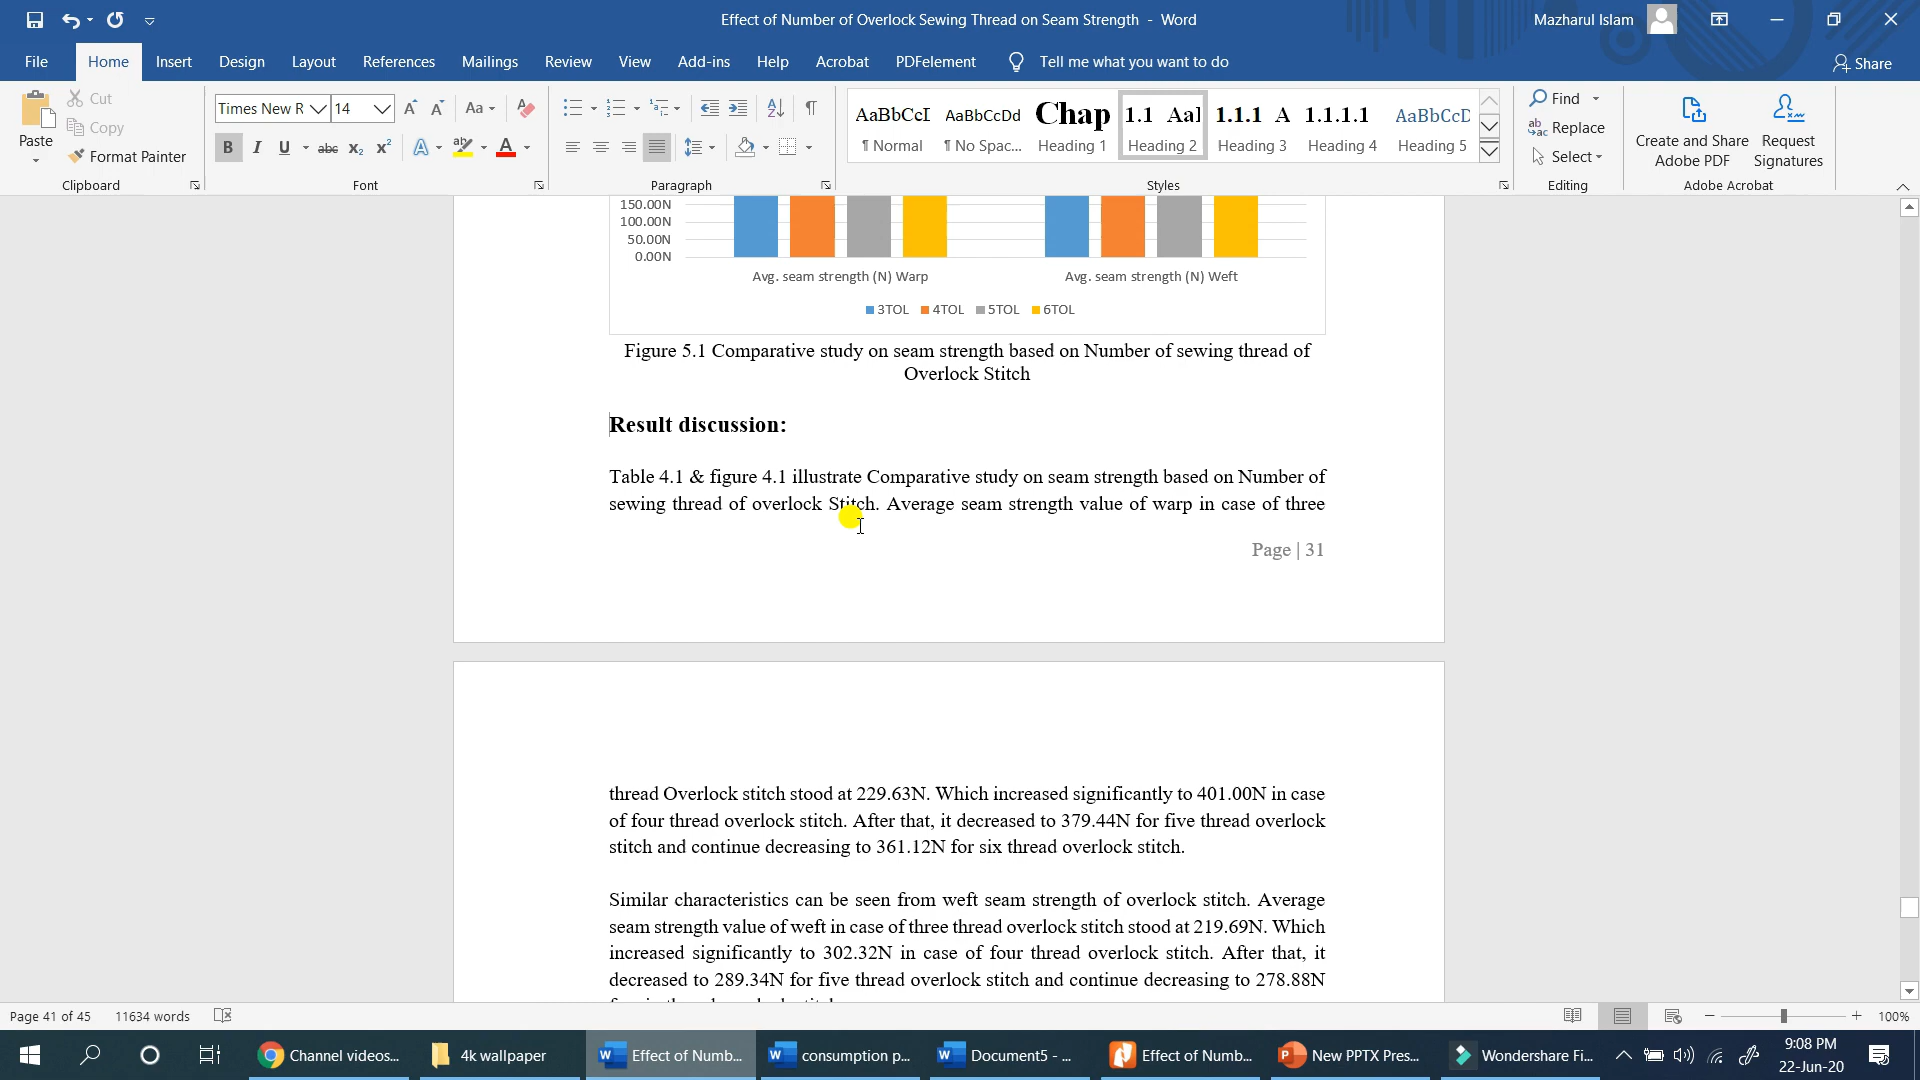 Effect of Number of Overlock Sewing Thread on Seam Strength - Word
Mazharul Islam
File Home Insert Design Layout References Mailings Review View Add-ins Help Acrobat PDFelement Tell me what you want to do Share
Paste
Cut
Copy
Format Painter
Clipboard
Times New R 14
Aa
B I U abc X₂ X²
A A
Font
Paragraph
AaBbCcI AaBbCcDd Chap 1.1 Aal 1.1.1 A 1.1.1.1 AaBbCcD
¶ Normal ¶ No Spac... Heading 1 Heading 2 Heading 3 Heading 4 Heading 5
Styles
Find
Replace
Select
Editing
Create and Share Adobe PDF
Request Signatures
Adobe Acrobat
150.00N
100.00N
50.00N
0.00N
Avg. seam strength (N) Warp Avg. seam strength (N) Weft
3TOL 4TOL 5TOL 6TOL
Figure 5.1 Comparative study on seam strength based on Number of sewing thread of
Overlock Stitch
Result discussion:
Table 4.1 & figure 4.1 illustrate Comparative study on seam strength based on Number of
sewing thread of overlock Stitch. Average seam strength value of warp in case of three
Page | 31
thread Overlock stitch stood at 229.63N. Which increased significantly to 401.00N in case
of four thread overlock stitch. After that, it decreased to 379.44N for five thread overlock
stitch and continue decreasing to 361.12N for six thread overlock stitch.
Similar characteristics can be seen from weft seam strength of overlock stitch. Average
seam strength value of weft in case of three thread overlock stitch stood at 219.69N. Which
increased significantly to 302.32N in case of four thread overlock stitch. After that, it
decreased to 289.34N for five thread overlock stitch and continue decreasing to 278.88N
Page 41 of 45 11634 words 100%
Channel videos... 4k wallpaper Effect of Numb... consumption p... Document5 - ... Effect of Numb... New PPTX Pres... Wondershare Fi...
9:08 PM
22-Jun-20